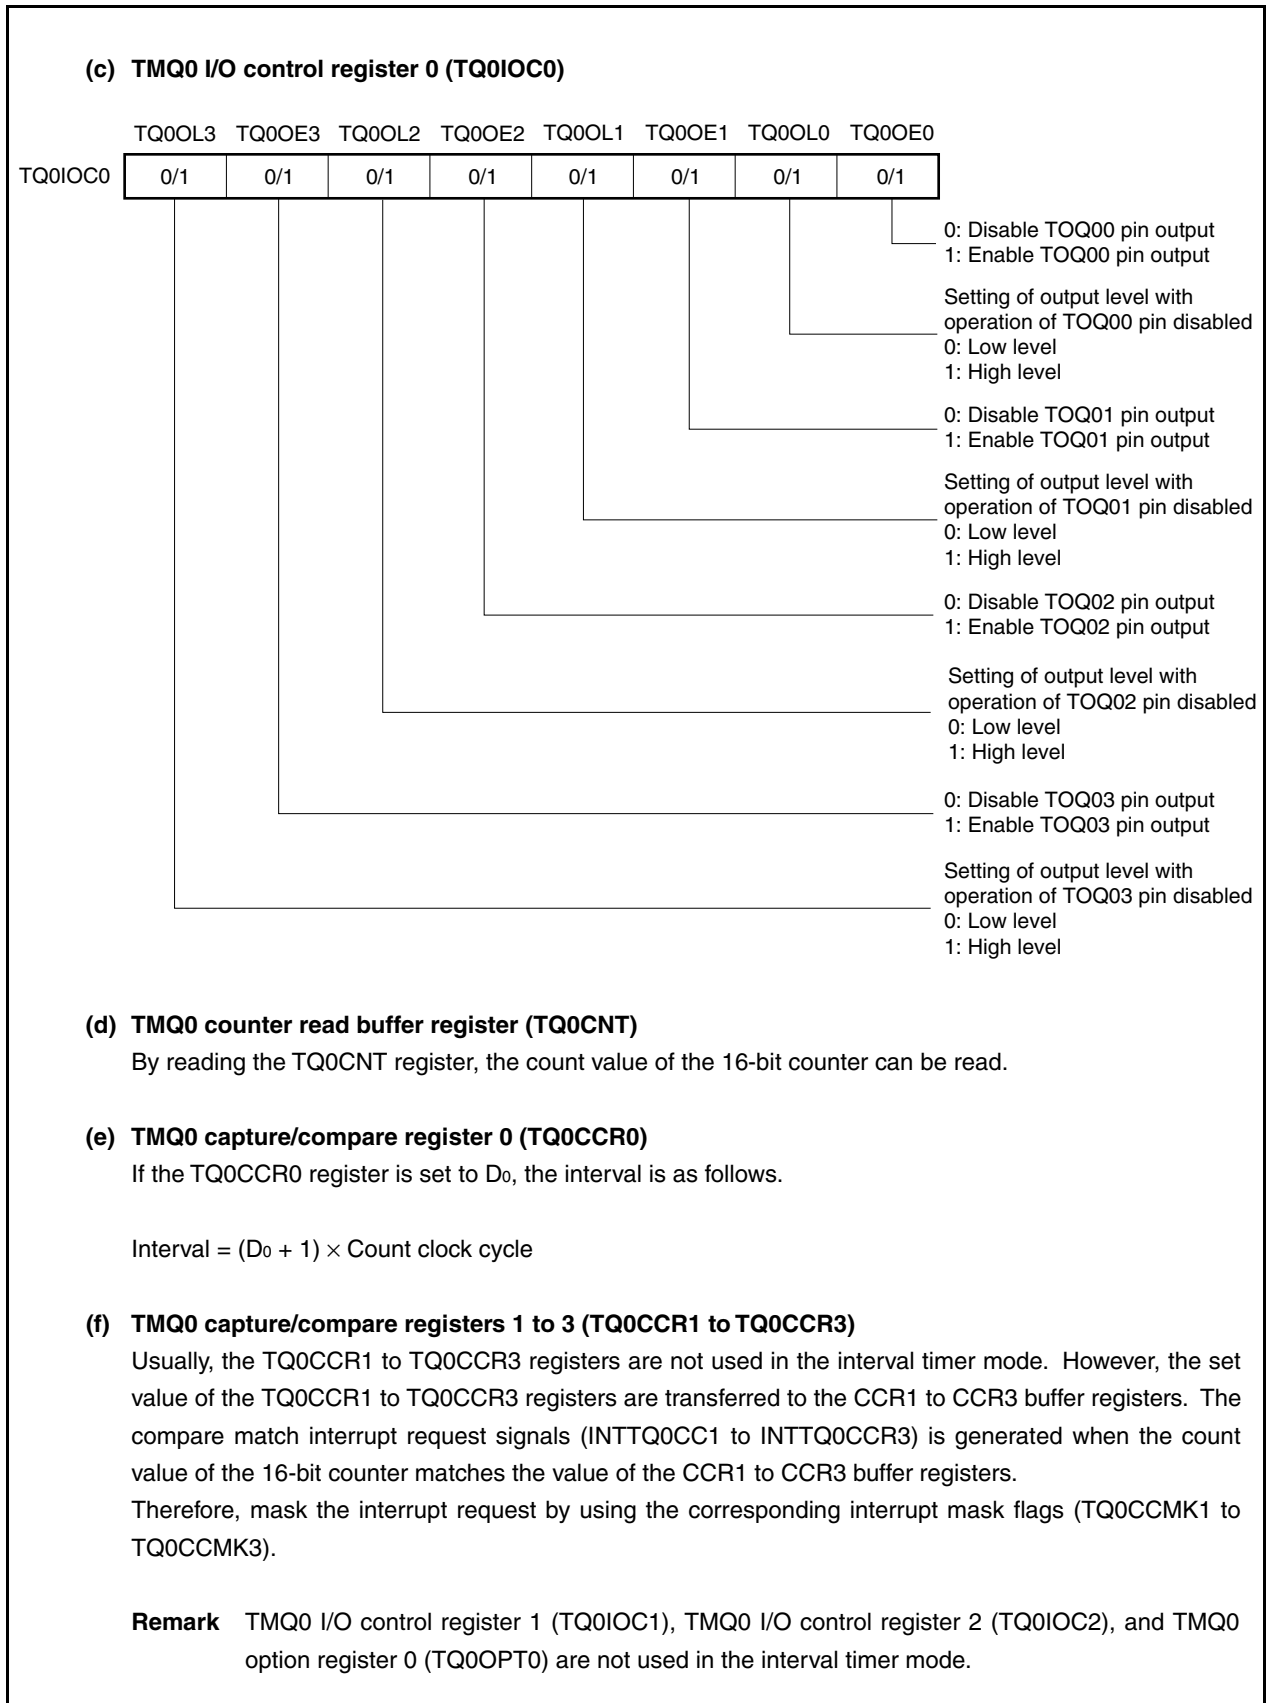 (c) TMQ0 I/O control register 0 (TQ0IOC0)
TQ0OL3 TQ0OE3 TQ0OL2 TQ0OE2 TQ0OL1 TQ0OE1 TQ0OL0 TQ0OE0
TQ0IOC0 0/1 0/1 0/1 0/1 0/1 0/1 0/1 0/1
0: Disable TOQ00 pin output
1: Enable TOQ00 pin output
Setting of output level with
operation of TOQ00 pin disabled
0: Low level
1: High level
0: Disable TOQ01 pin output
1: Enable TOQ01 pin output
Setting of output level with
operation of TOQ01 pin disabled
0: Low level
1: High level
0: Disable TOQ02 pin output
1: Enable TOQ02 pin output
Setting of output level with
operation of TOQ02 pin disabled
0: Low level
1: High level
0: Disable TOQ03 pin output
1: Enable TOQ03 pin output
Setting of output level with
operation of TOQ03 pin disabled
0: Low level
1: High level
(d) TMQ0 counter read buffer register (TQ0CNT)
By reading the TQ0CNT register, the count value of the 16-bit counter can be read.
(e) TMQ0 capture/compare register 0 (TQ0CCR0)
If the TQ0CCR0 register is set to D0, the interval is as follows.
Interval = (D0 + 1) × Count clock cycle
(f) TMQ0 capture/compare registers 1 to 3 (TQ0CCR1 to TQ0CCR3)
Usually, the TQ0CCR1 to TQ0CCR3 registers are not used in the interval timer mode. However, the set
value of the TQ0CCR1 to TQ0CCR3 registers are transferred to the CCR1 to CCR3 buffer registers. The
compare match interrupt request signals (INTTQ0CC1 to INTTQ0CCR3) is generated when the count
value of the 16-bit counter matches the value of the CCR1 to CCR3 buffer registers.
Therefore, mask the interrupt request by using the corresponding interrupt mask flags (TQ0CCMK1 to
TQ0CCMK3).
Remark TMQ0 I/O control register 1 (TQ0IOC1), TMQ0 I/O control register 2 (TQ0IOC2), and TMQ0
option register 0 (TQ0OPT0) are not used in the interval timer mode.